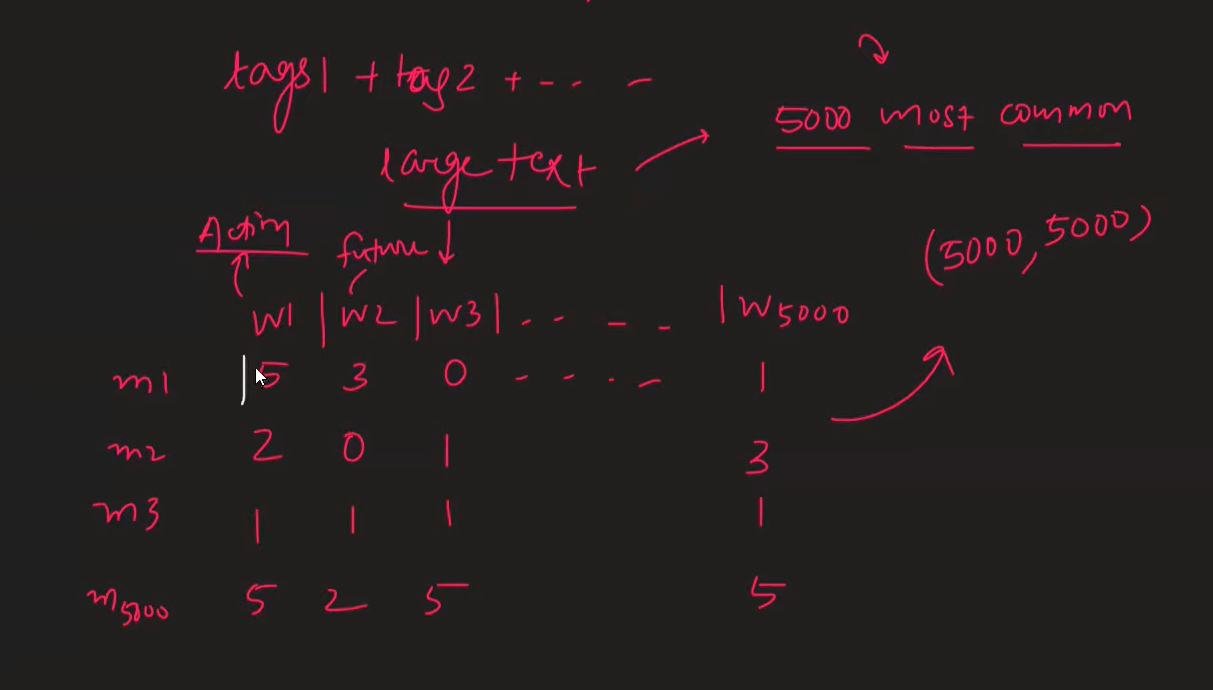 tags1 + tag2 + - - -
5000 most common
large text
Action future
(5000, 5000)
W1 | W2 | W3 | - - - - | W5000
m1 | 5 3 0 - - - - 1
m2 2 0 1 3
m3 1 1 1 1
m5000 5 2 5 5